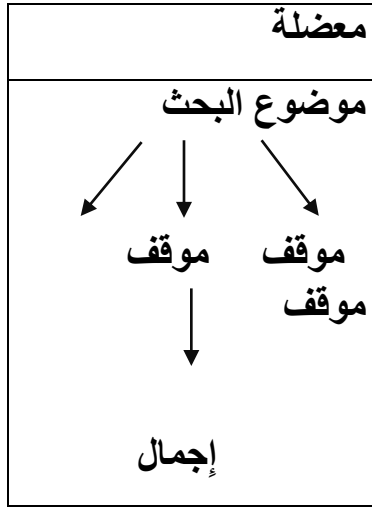 معضلة
موضوع البحث
موقف موقف
موقف
إجمال